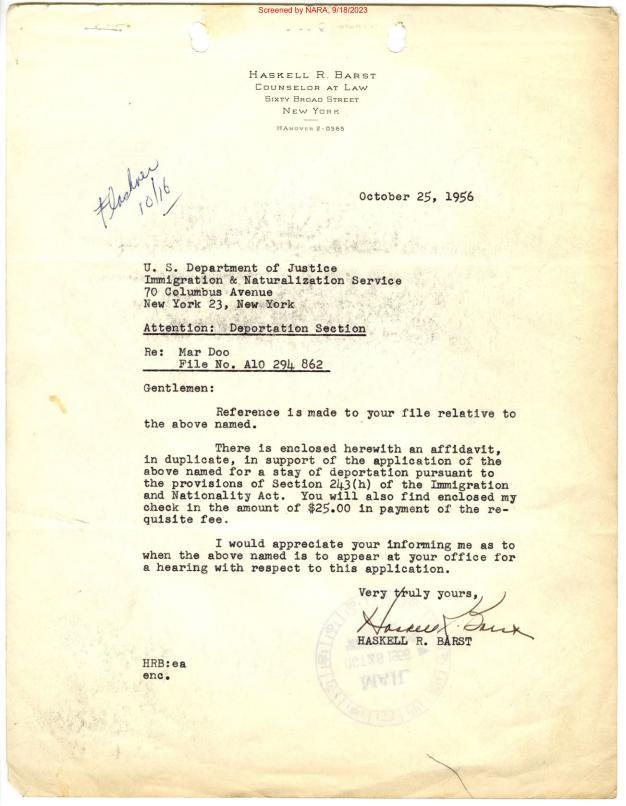 Screened by NARA, 9/18/2023
HASKELL R. BARST
COUNSELOR AT LAW
SIXTY BROAD STREET
NEW YORK
HANOVER 2-0565
10/16
October 25, 1956
U. S. Department of Justice
Immigration & Naturalization Service
70 Columbus Avenue
New York 23, New York
Attention: Deportation Section
Re: Mar Doo
File No. A10 294 862
Gentlemen:
Reference is made to your file relative to
the above named.
There is enclosed herewith an affidavit,
in duplicate, in support of the application of the
above named for a stay of deportation pursuant to
the provisions of Section 243(h) of the Immigration
and Nationality Act. You will also find enclosed my
check in the amount of $25.00 in payment of the re-
quisite fee.
I would appreciate your informing me as to
when the above named is to appear at your office for
a hearing with respect to this application.
Very truly yours,
Haskell R. Barst
HASKELL R. BARST
MAIL
HRB:ea
enc.